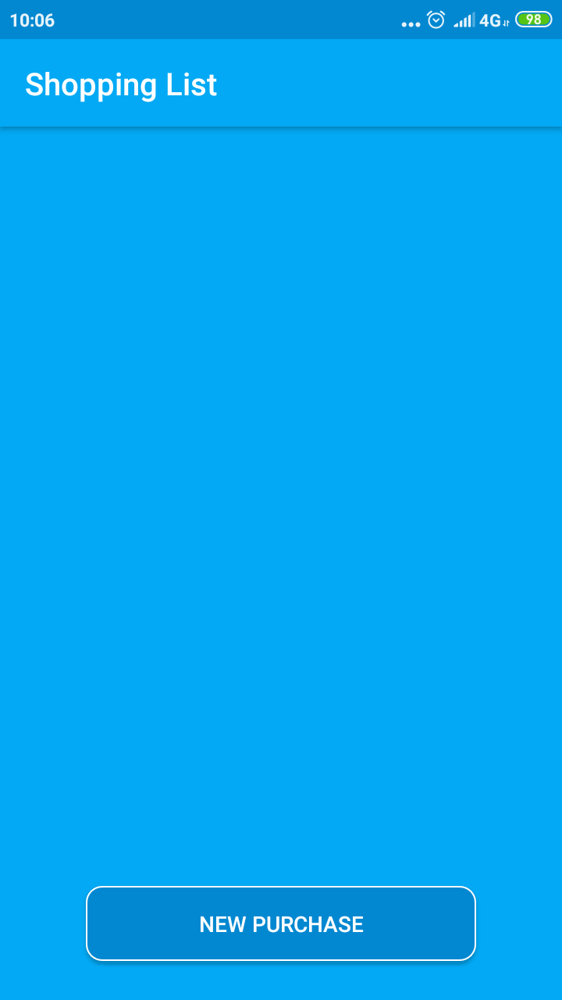 10:06
4G
98
Shopping List
NEW PURCHASE